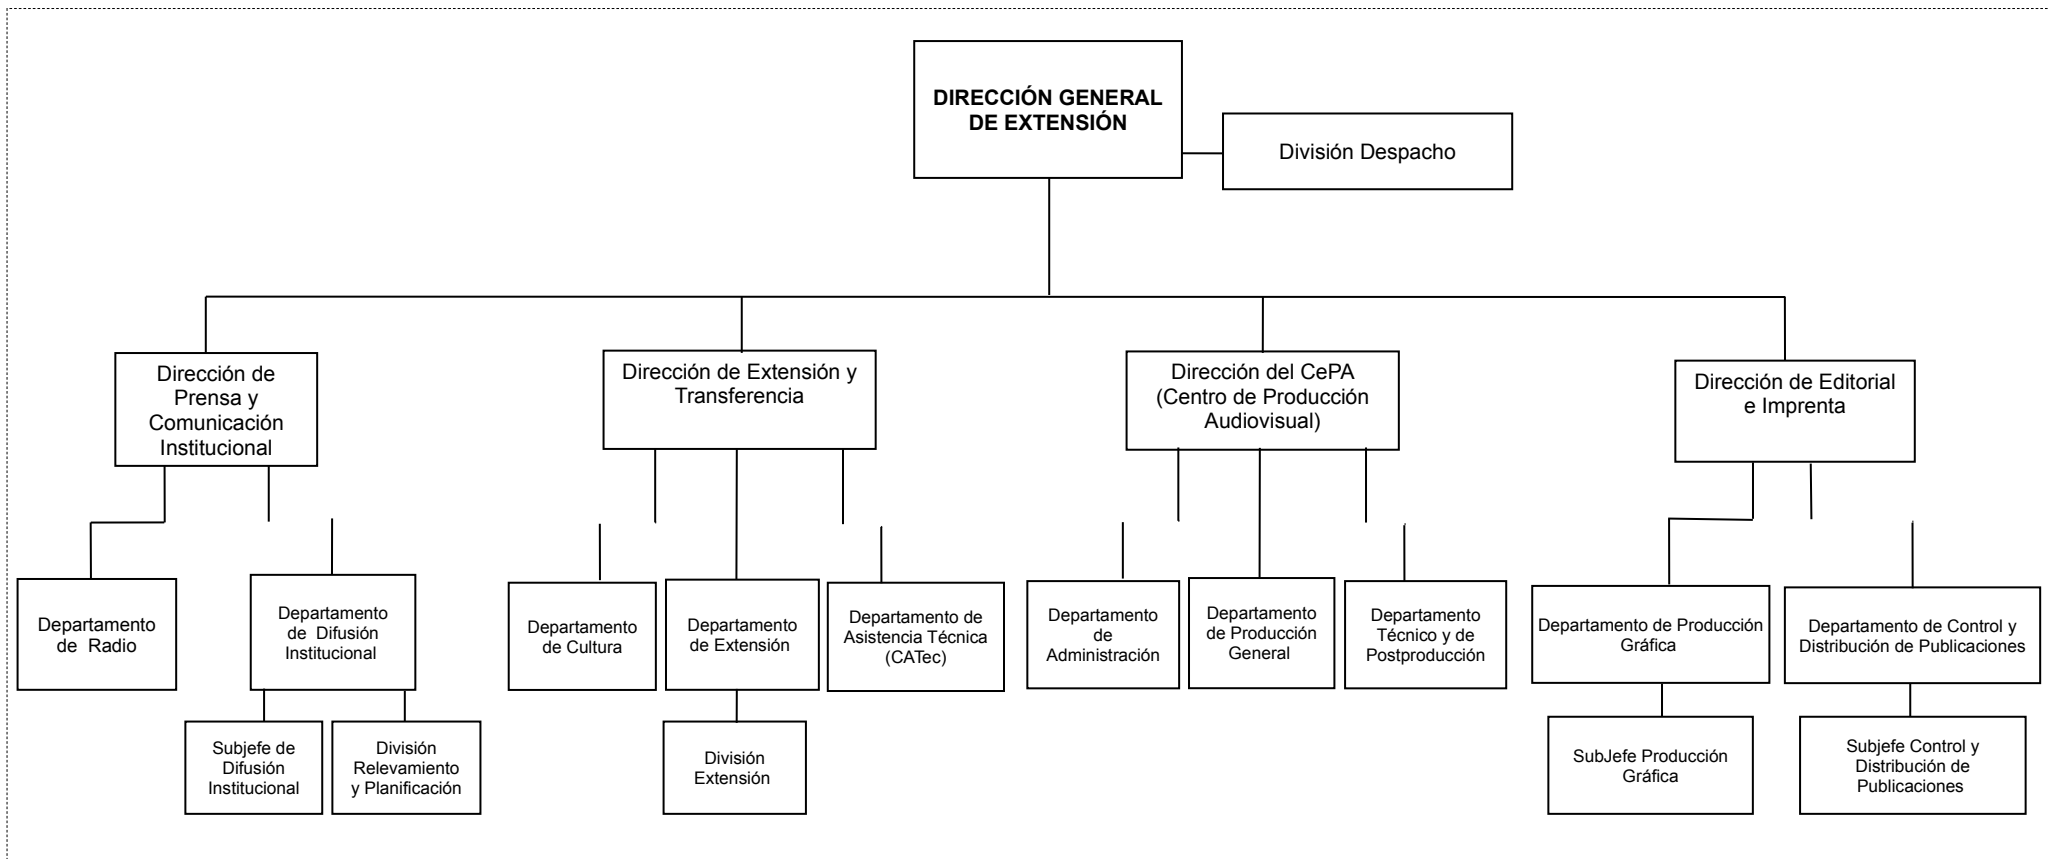 DIRECCIÓN GENERAL
DE EXTENSIÓN
División Despacho
Dirección de
Prensa y
Comunicación
Institucional
Dirección de Extensión y
Transferencia
Dirección del CePA
(Centro de Producción
Audiovisual)
Dirección de Editorial
e Imprenta
Departamento
de Radio
Departamento
de Difusión
Institucional
Departamento
de Cultura
Departamento
de Extensión
Departamento de
Asistencia Técnica
(CATec)
Departamento
de
Administración
Departamento
de Producción
General
Departamento
Técnico y de
Postproducción
Departamento de Producción
Gráfica
Departamento de Control y
Distribución de Publicaciones
Subjefe de
Difusión
Institucional
División
Relevamiento
y Planificación
División
Extensión
SubJefe Producción
Gráfica
Subjefe Control y
Distribución de
Publicaciones